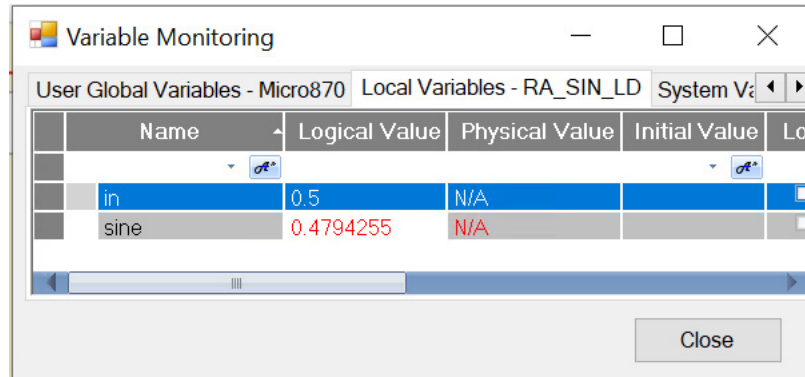 Variable Monitoring
User Global Variables - Micro870 Local Variables - RA_SIN_LD System Va
Name Logical Value Physical Value Initial Value Lo
in 0.5 N/A
sine 0.4794255 N/A
Close